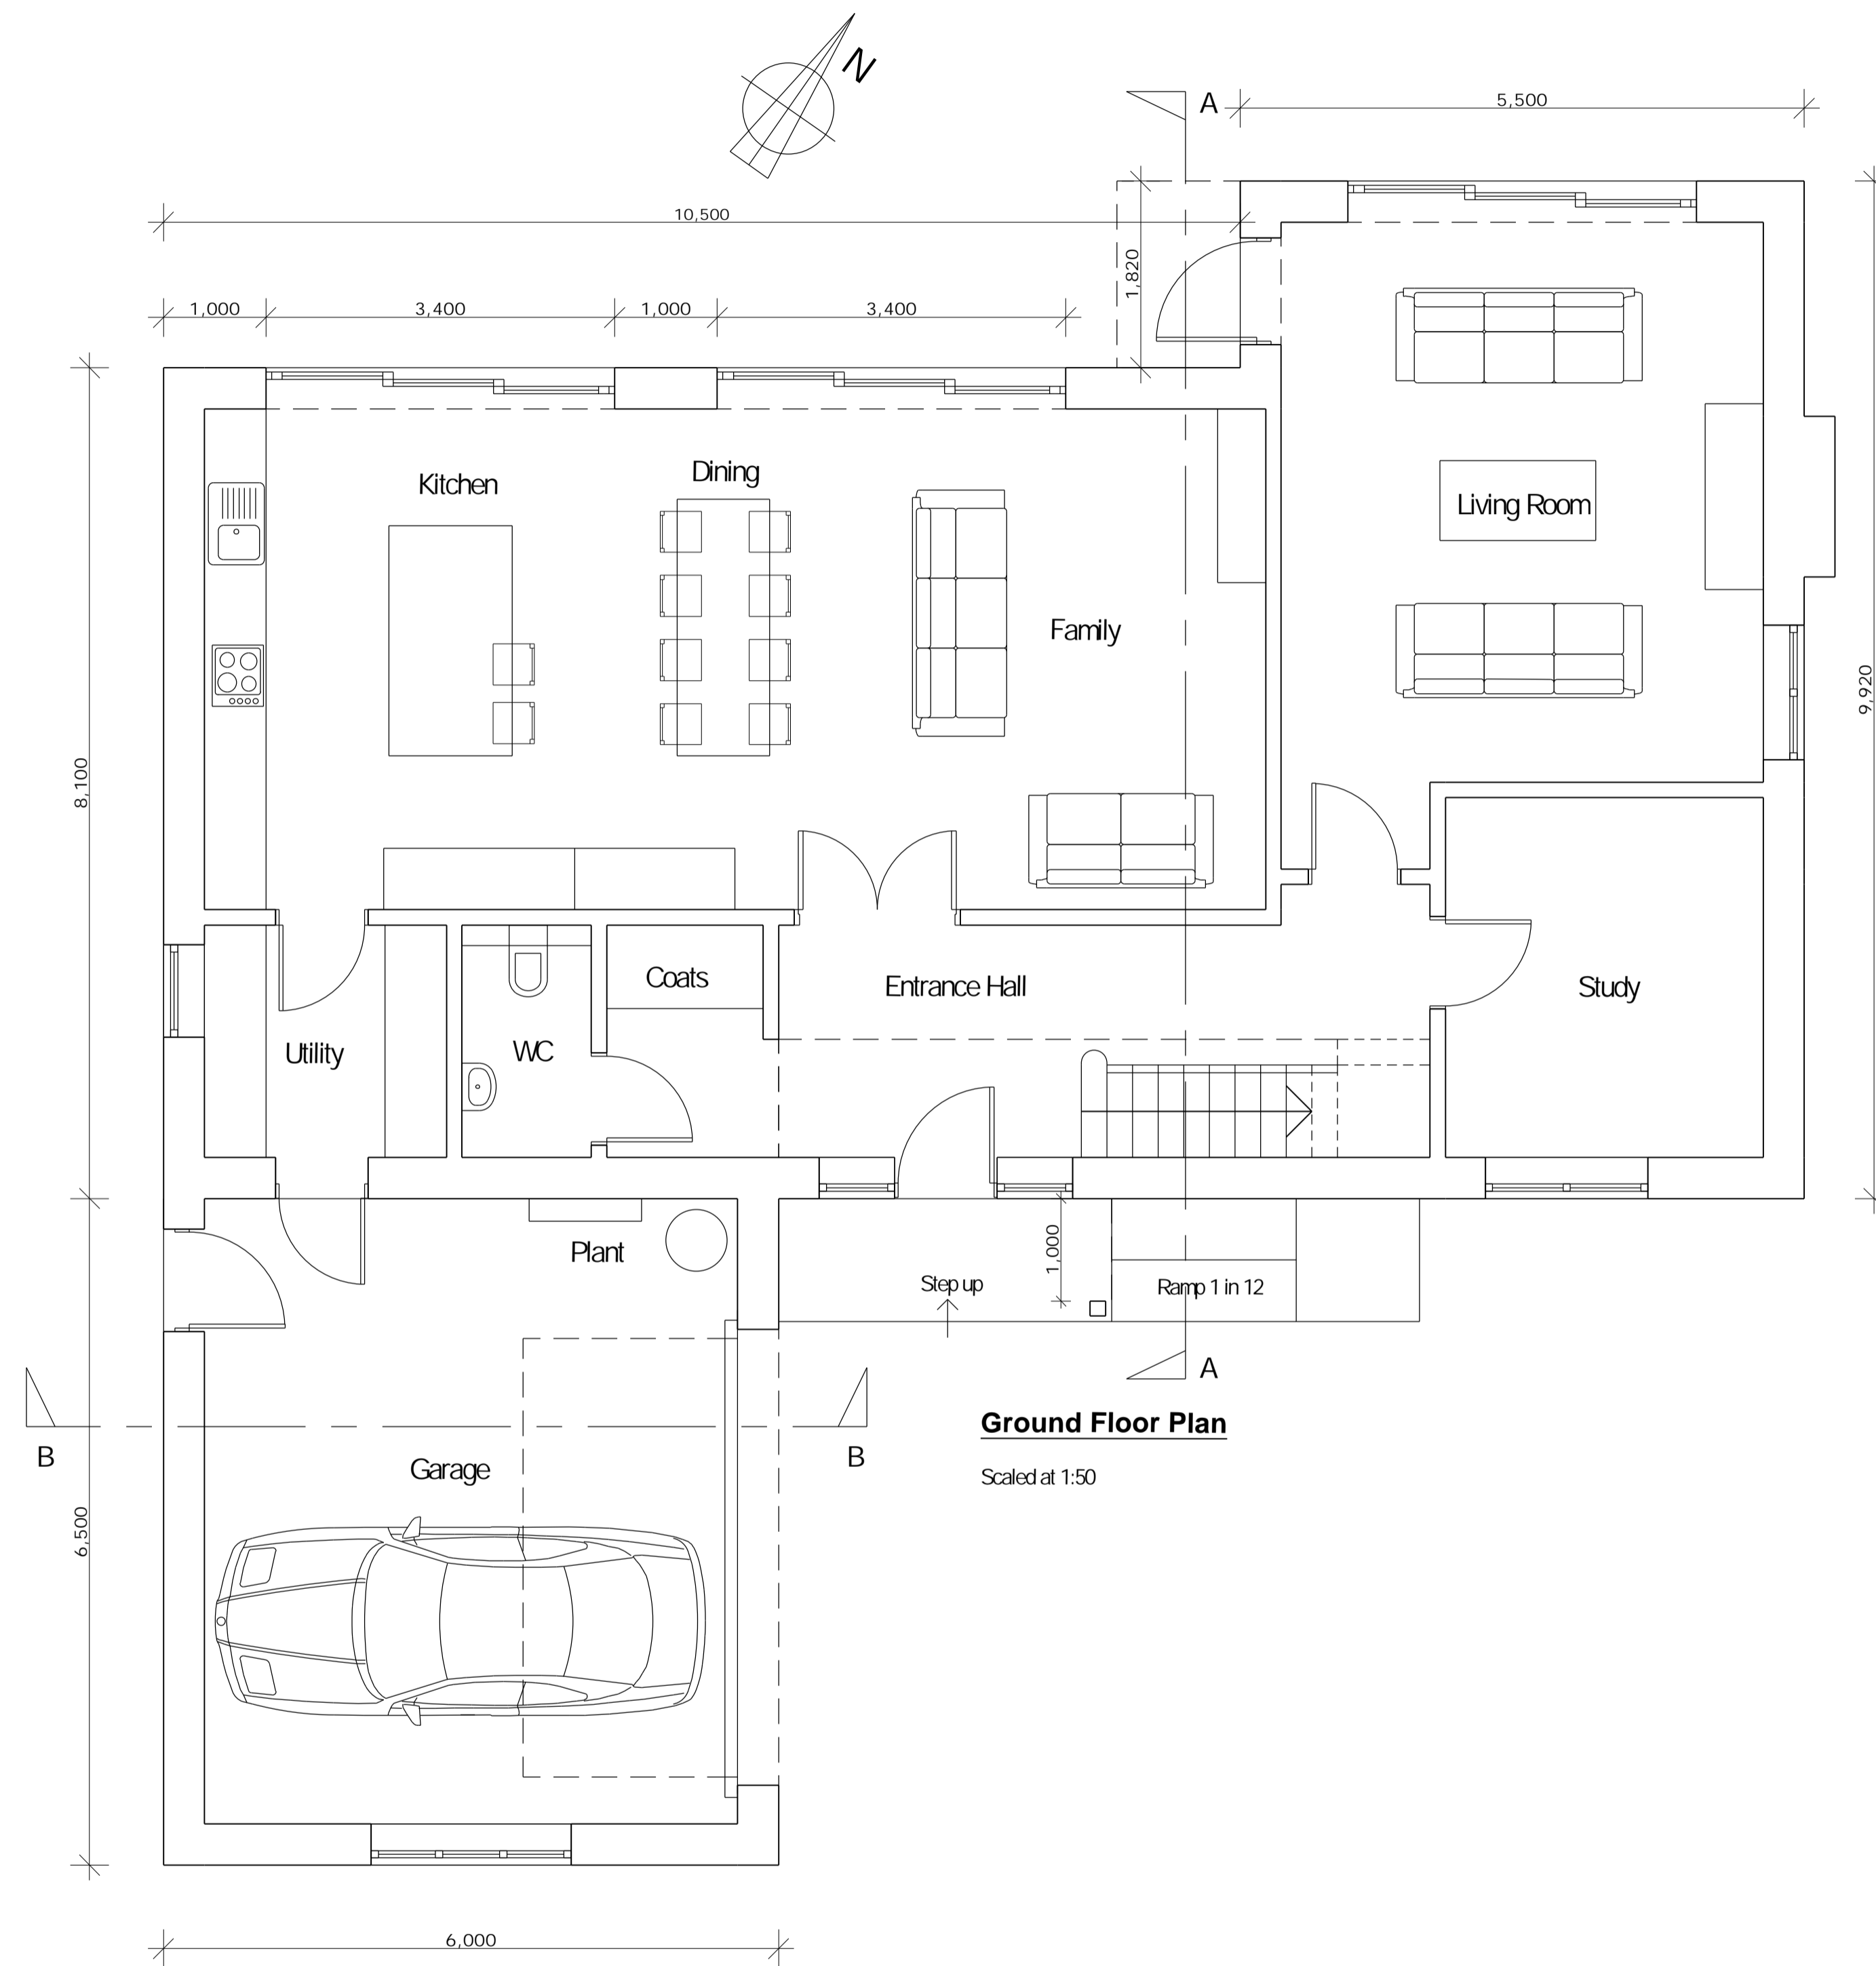 N
A
5,500
10,500
1,820
1,000
3,400
1,000
3,400
Kitchen
Dining
Living Room
Family
9,920
8,100
Coats
Entrance Hall
Study
Utility
WC
Plant
1,000
Step up
Ramp 1 in 12
A
Ground Floor Plan
B
B
Garage
Scaled at 1:50
6,500
6,000